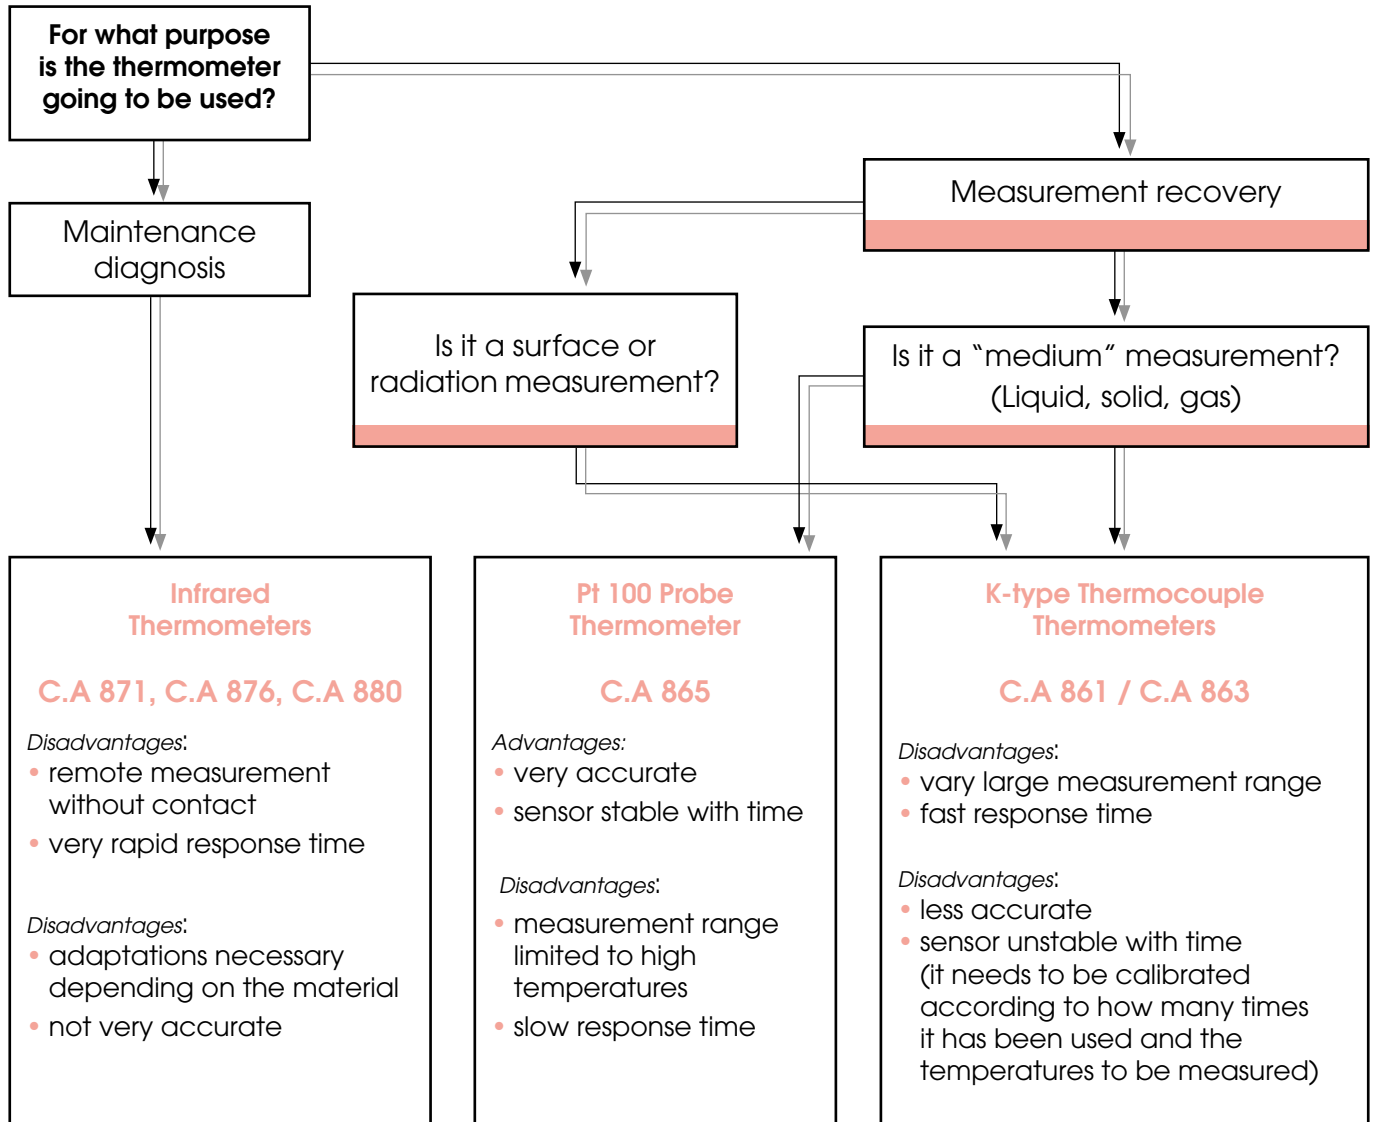 For what purpose
is the thermometer
going to be used?
Measurement recovery
Maintenance
diagnosis
Is it a surface or
radiation measurement?
Is it a “medium” measurement?
(Liquid, solid, gas)
Infrared
Thermometers
C.A 871, C.A 876, C.A 880
Disadvantages:
• remote measurement
without contact
• very rapid response time
Disadvantages:
• adaptations necessary
depending on the material
• not very accurate
Pt 100 Probe
Thermometer
C.A 865
Advantages:
• very accurate
• sensor stable with time
Disadvantages:
• measurement range
limited to high
temperatures
• slow response time
K-type Thermocouple
Thermometers
C.A 861 / C.A 863
Disadvantages:
• vary large measurement range
• fast response time
Disadvantages:
• less accurate
• sensor unstable with time
(it needs to be calibrated
according to how many times
it has been used and the
temperatures to be measured)